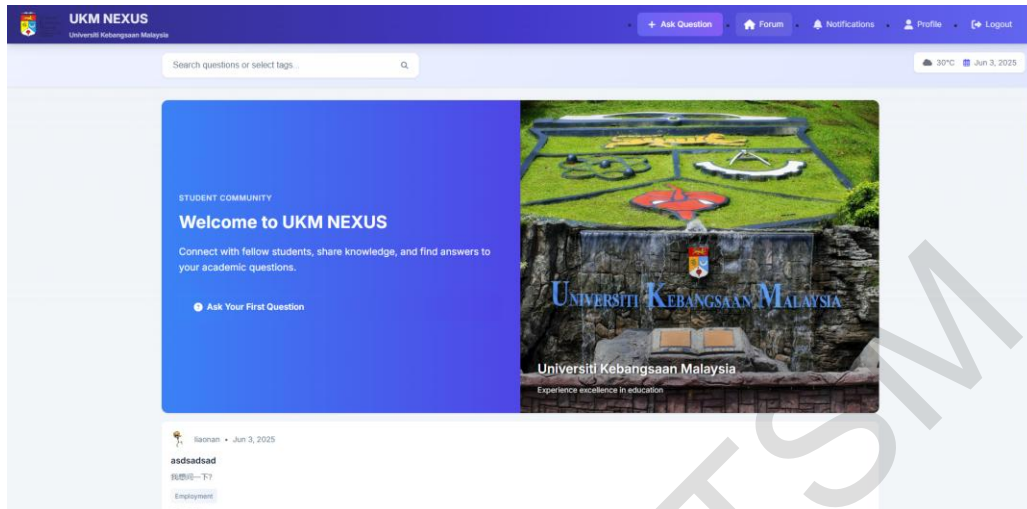 UKM NEXUS
Universiti Kebangsaan Malaysia
+ Ask Question
Forum
Notifications
Profile
Logout
Search questions or select tags...
30°C
Jun 3, 2025
STUDENT COMMUNITY
Welcome to UKM NEXUS
Connect with fellow students, share knowledge, and find answers to
your academic questions.
Ask Your First Question
UNIVERSITI KEBANGSAAN MALAYSIA
Universiti Kebangsaan Malaysia
Experience excellence in education
liaonan • Jun 3, 2025
asdsadsad
我想问一下?
Employment
TSM